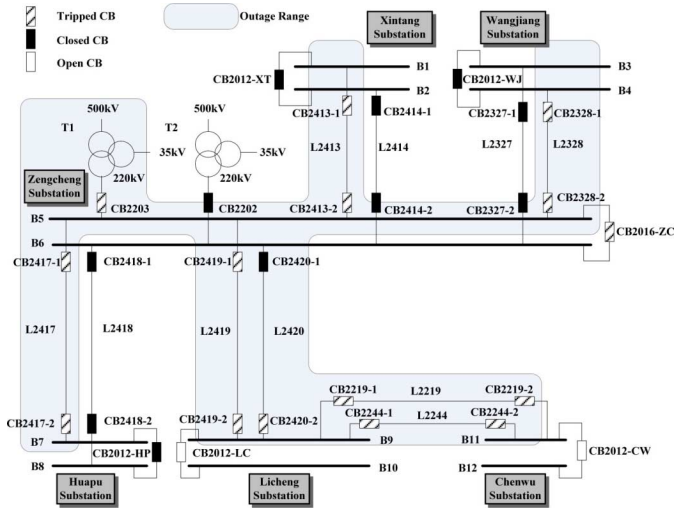 Tripped CB
Outage Range
Closed CB
Open CB
Xintang
Substation
Wangjiang
Substation
B1
B2
B3
B4
CB2012-XT
CB2012-WJ
CB2413-1
CB2414-1
CB2327-1
CB2328-1
L2413
L2414
L2327
L2328
500kV
500kV
T1
T2
35kV
35kV
220kV
220kV
Zengcheng
Substation
CB2203
CB2202
CB2413-2
CB2414-2
CB2327-2
CB2328-2
B5
B6
CB2016-ZC
CB2417-1
CB2418-1
CB2419-1
CB2420-1
L2417
L2418
L2419
L2420
CB2219-1
L2219
CB2219-2
CB2244-1
L2244
CB2244-2
CB2417-2
CB2418-2
CB2419-2
CB2420-2
B7
B8
CB2012-HP
CB2012-LC
B9
B10
B11
B12
CB2012-CW
Huapu
Substation
Licheng
Substation
Chenwu
Substation